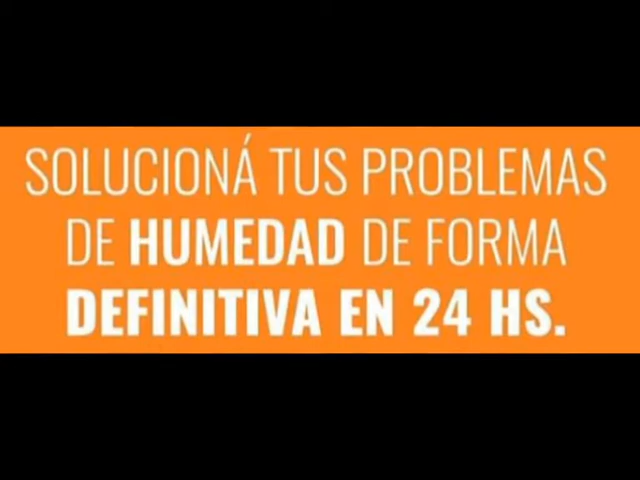 SOLUCIONÁ TUS PROBLEMAS
DE HUMEDAD DE FORMA
DEFINITIVA EN 24 HS.